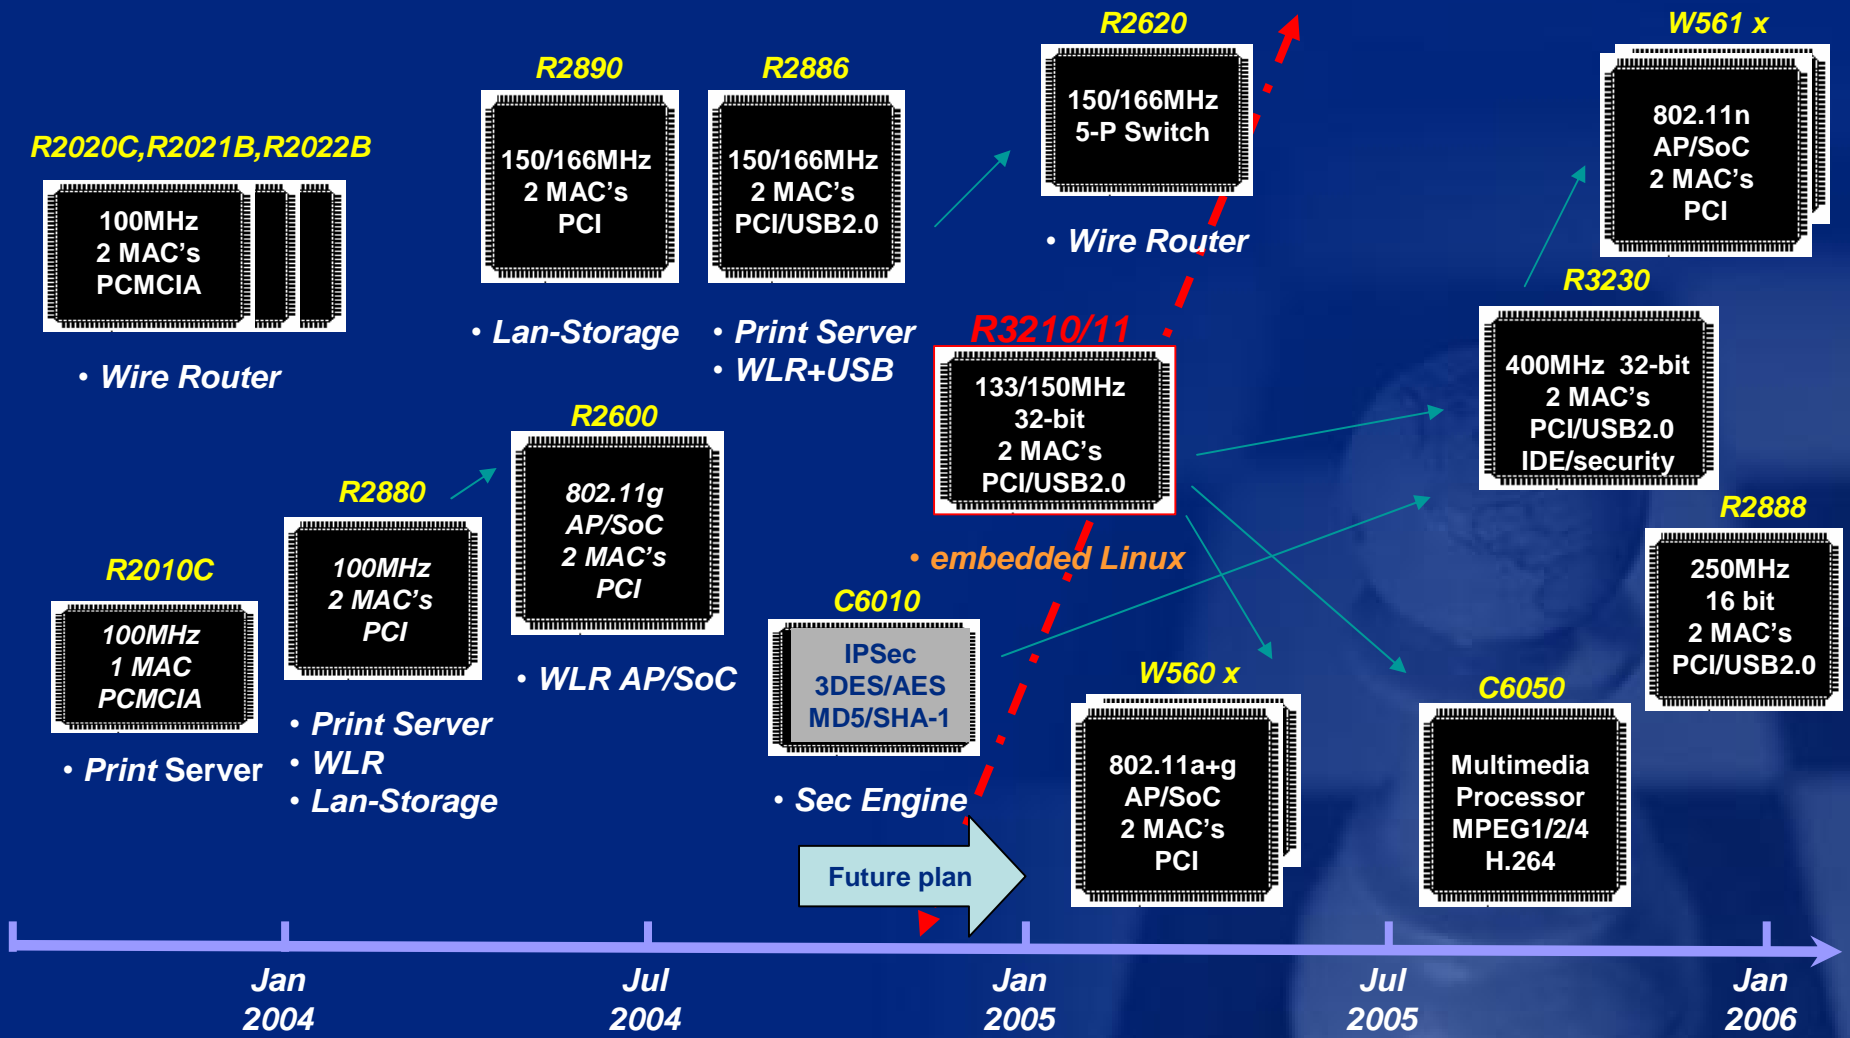 R2020C,R2021B,R2022B
100MHz
2 MAC's
PCMCIA
• Wire Router
R2890
150/166MHz
2 MAC's
PCI
• Lan-Storage
R2886
150/166MHz
2 MAC's
PCI/USB2.0
• Print Server
• WLR+USB
R2620
150/166MHz
5-P Switch
• Wire Router
W561 x
802.11n
AP/SoC
2 MAC's
PCI
R3210/11
133/150MHz
32-bit
2 MAC's
PCI/USB2.0
• embedded Linux
R3230
400MHz 32-bit
2 MAC's
PCI/USB2.0
IDE/security
R2010C
100MHz
1 MAC
PCMCIA
• Print Server
R2880
100MHz
2 MAC's
PCI
• Print Server
• WLR
• Lan-Storage
R2600
802.11g
AP/SoC
2 MAC's
PCI
• WLR AP/SoC
C6010
IPSec
3DES/AES
MD5/SHA-1
• Sec Engine
W560 x
802.11a+g
AP/SoC
2 MAC's
PCI
C6050
Multimedia
Processor
MPEG1/2/4
H.264
R2888
250MHz
16 bit
2 MAC's
PCI/USB2.0
Future plan
Jan
2004
Jul
2004
Jan
2005
Jul
2005
Jan
2006